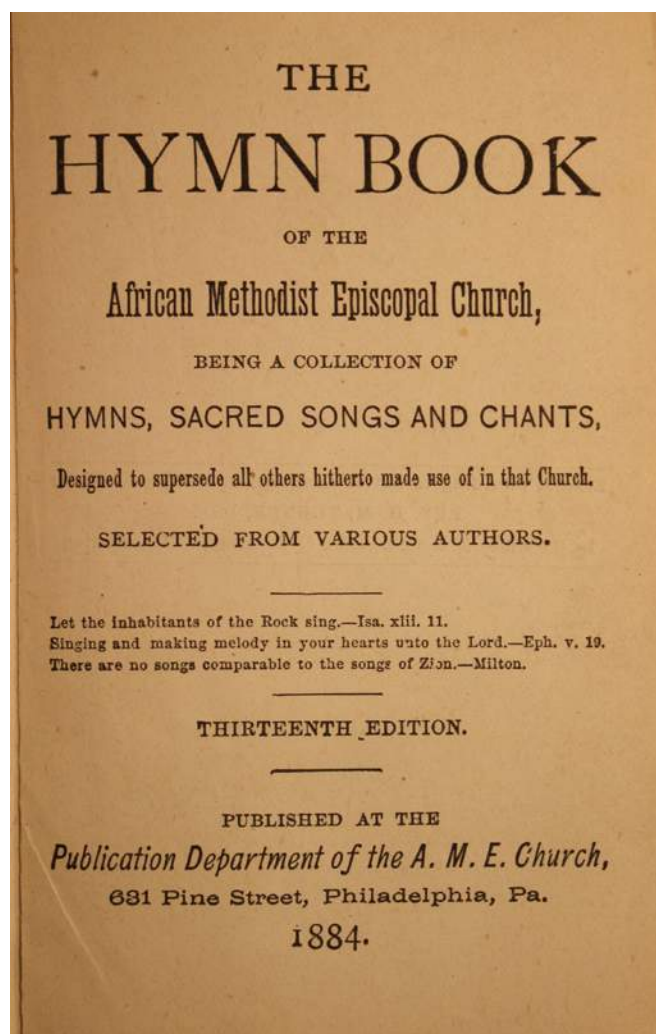 THE
HYMN BOOK
OF THE
African Methodist Episcopal Church,
BEING A COLLECTION OF
HYMNS, SACRED SONGS AND CHANTS,
Designed to supersede all others hitherto made use of in that Church.
SELECTED FROM VARIOUS AUTHORS.
Let the inhabitants of the Rock sing.—Isa. xlii. 11.
Singing and making melody in your hearts unto the Lord.—Eph. v. 19.
There are no songs comparable to the songs of Zion.—Milton.
THIRTEENTH EDITION.
PUBLISHED AT THE
Publication Department of the A. M. E. Church,
631 Pine Street, Philadelphia, Pa.
1884.